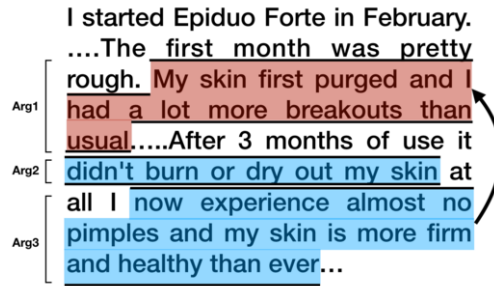 I started Epiduo Forte in February.
....The first month was pretty
rough. My skin first purged and I
Arg1
had a lot more breakouts than
usual.....After 3 months of use it
Arg2
didn't burn or dry out my skin at
all I now experience almost no
pimples and my skin is more firm
Arg3
and healthy than ever...